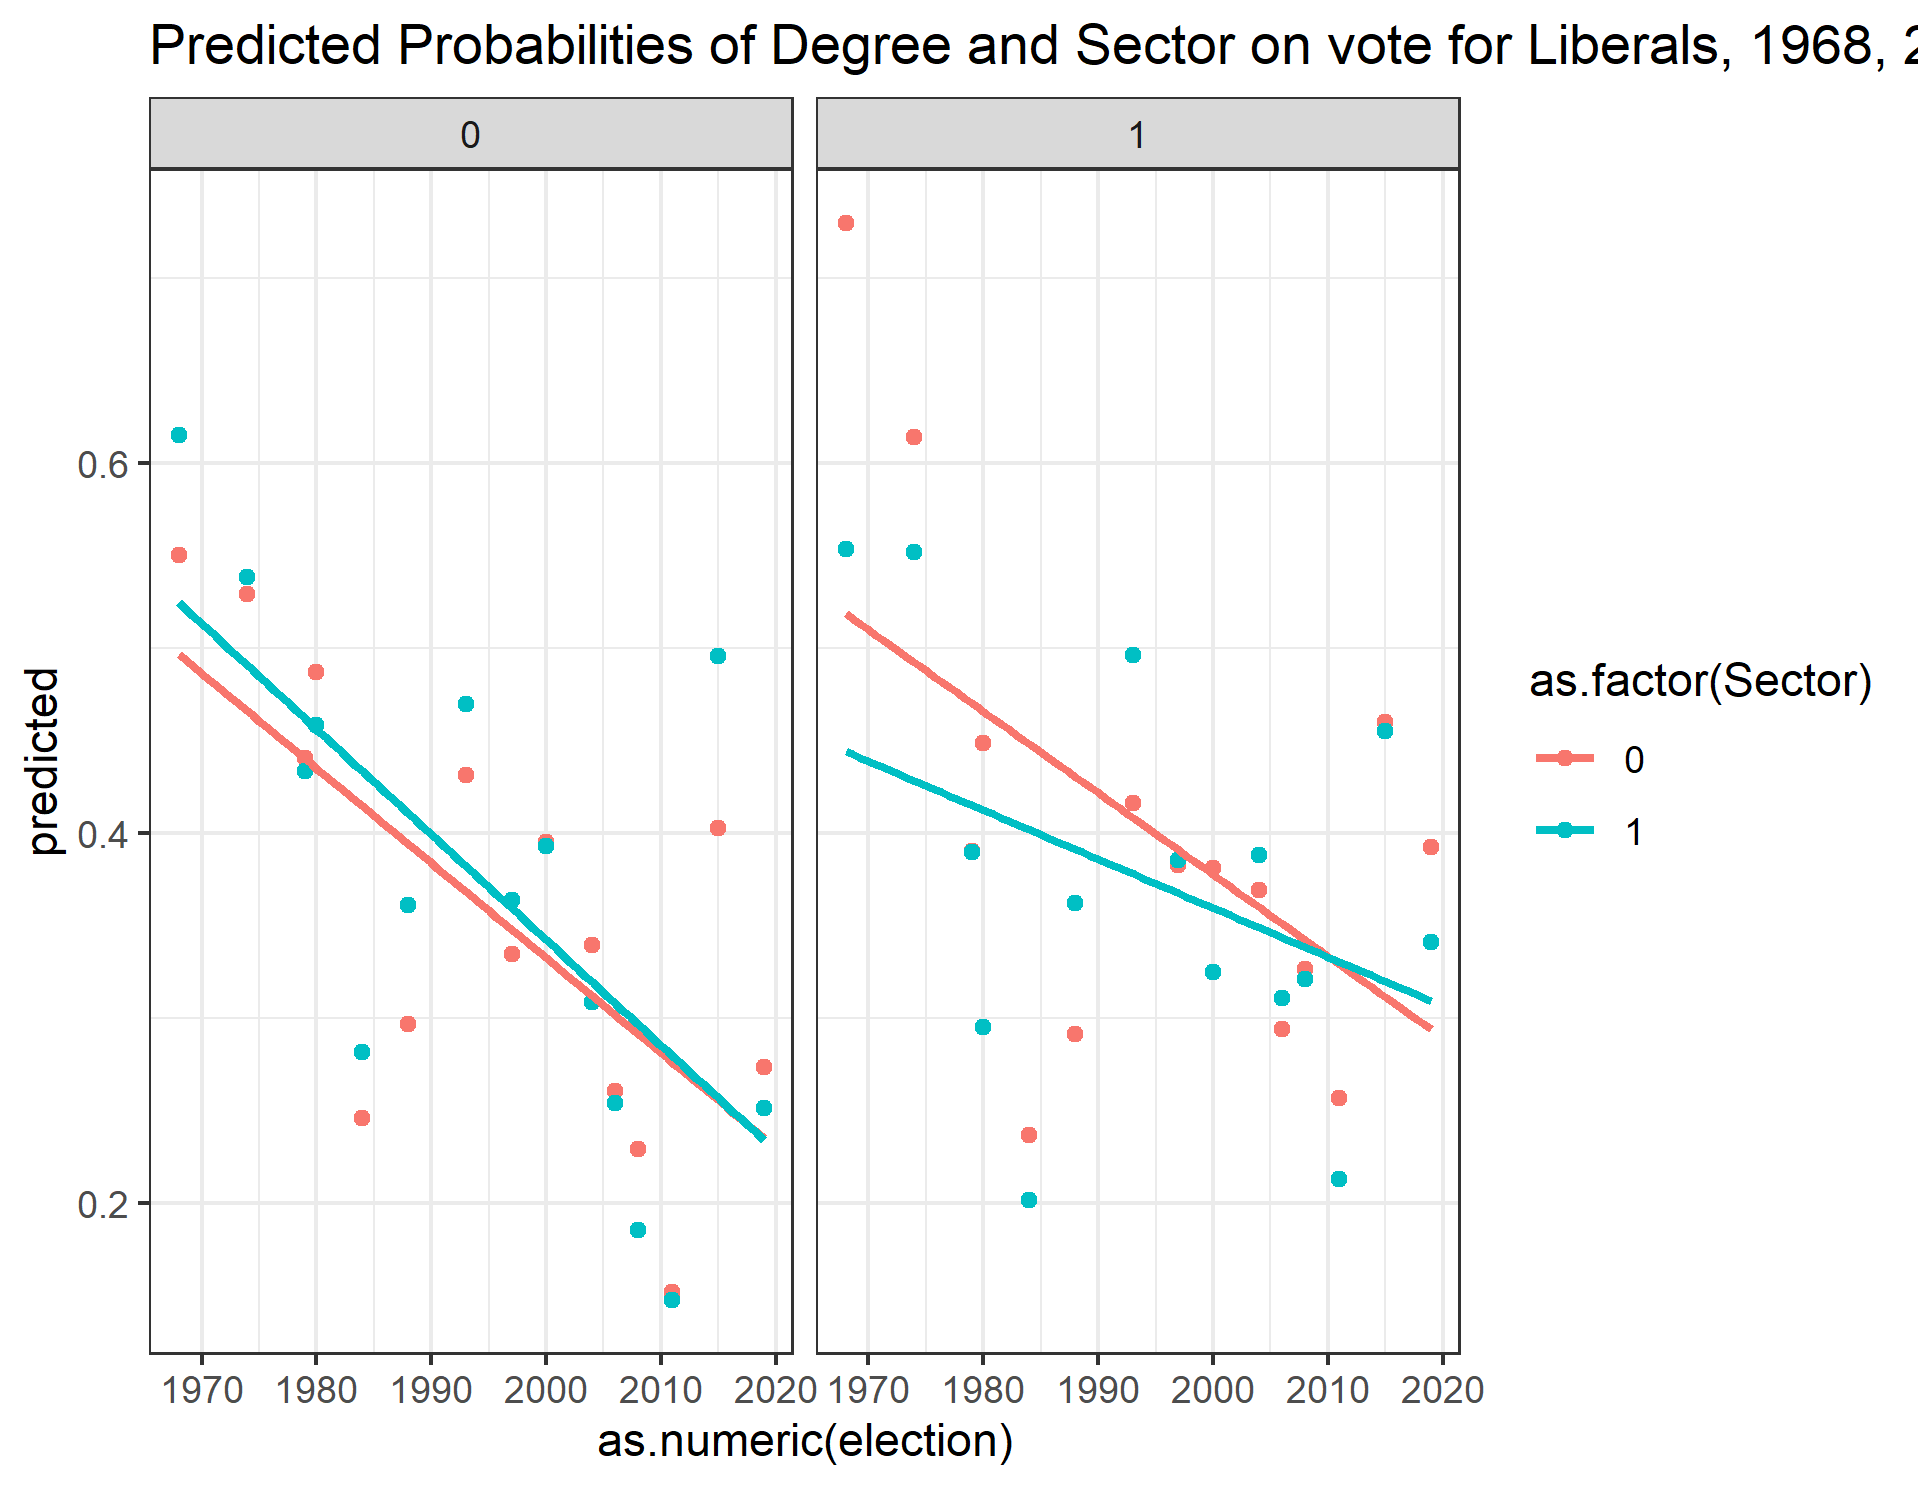 Predicted Probabilities of Degree and Sector on vote for Liberals, 1968,
0
1
0.6
0.4
0.2
predicted
1970 1980 1990 2000 2010 2020 1970 1980 1990 2000 2010 2020
as.numeric(election)
as.factor(Sector)
0
1